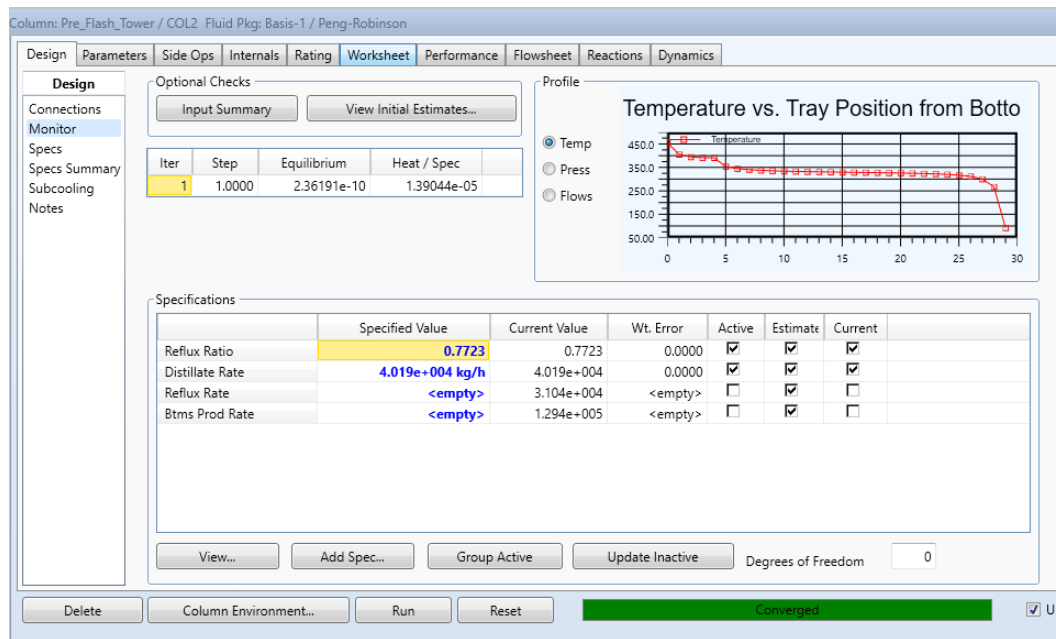 Column: Pre_Flash_Tower / COL2 Fluid Pkg: Basis-1 / Peng-Robinson
Design Parameters Side Ops Internals Rating Worksheet Performance Flowsheet Reactions Dynamics
Design
Connections
Monitor
Specs
Specs Summary
Subcooling
Notes
Optional Checks
Input Summary View Initial Estimates...
Iter Step Equilibrium Heat / Spec
1 1.0000 2.36191e-10 1.39044e-05
Profile
Temp
Press
Flows
Temperature vs. Tray Position from Botto
Temperature
450.0
350.0
250.0
150.0
50.00
0 5 10 15 20 25 30
Specifications
Specified Value Current Value Wt. Error Active Estimate Current
Reflux Ratio 0.7723 0.7723 0.0000
Distillate Rate 4.019e+004 kg/h 4.019e+004 0.0000
Reflux Rate <empty> 3.104e+004 <empty>
Btms Prod Rate <empty> 1.294e+005 <empty>
View... Add Spec... Group Active Update Inactive Degrees of Freedom 0
Delete Column Environment... Run Reset Converged U